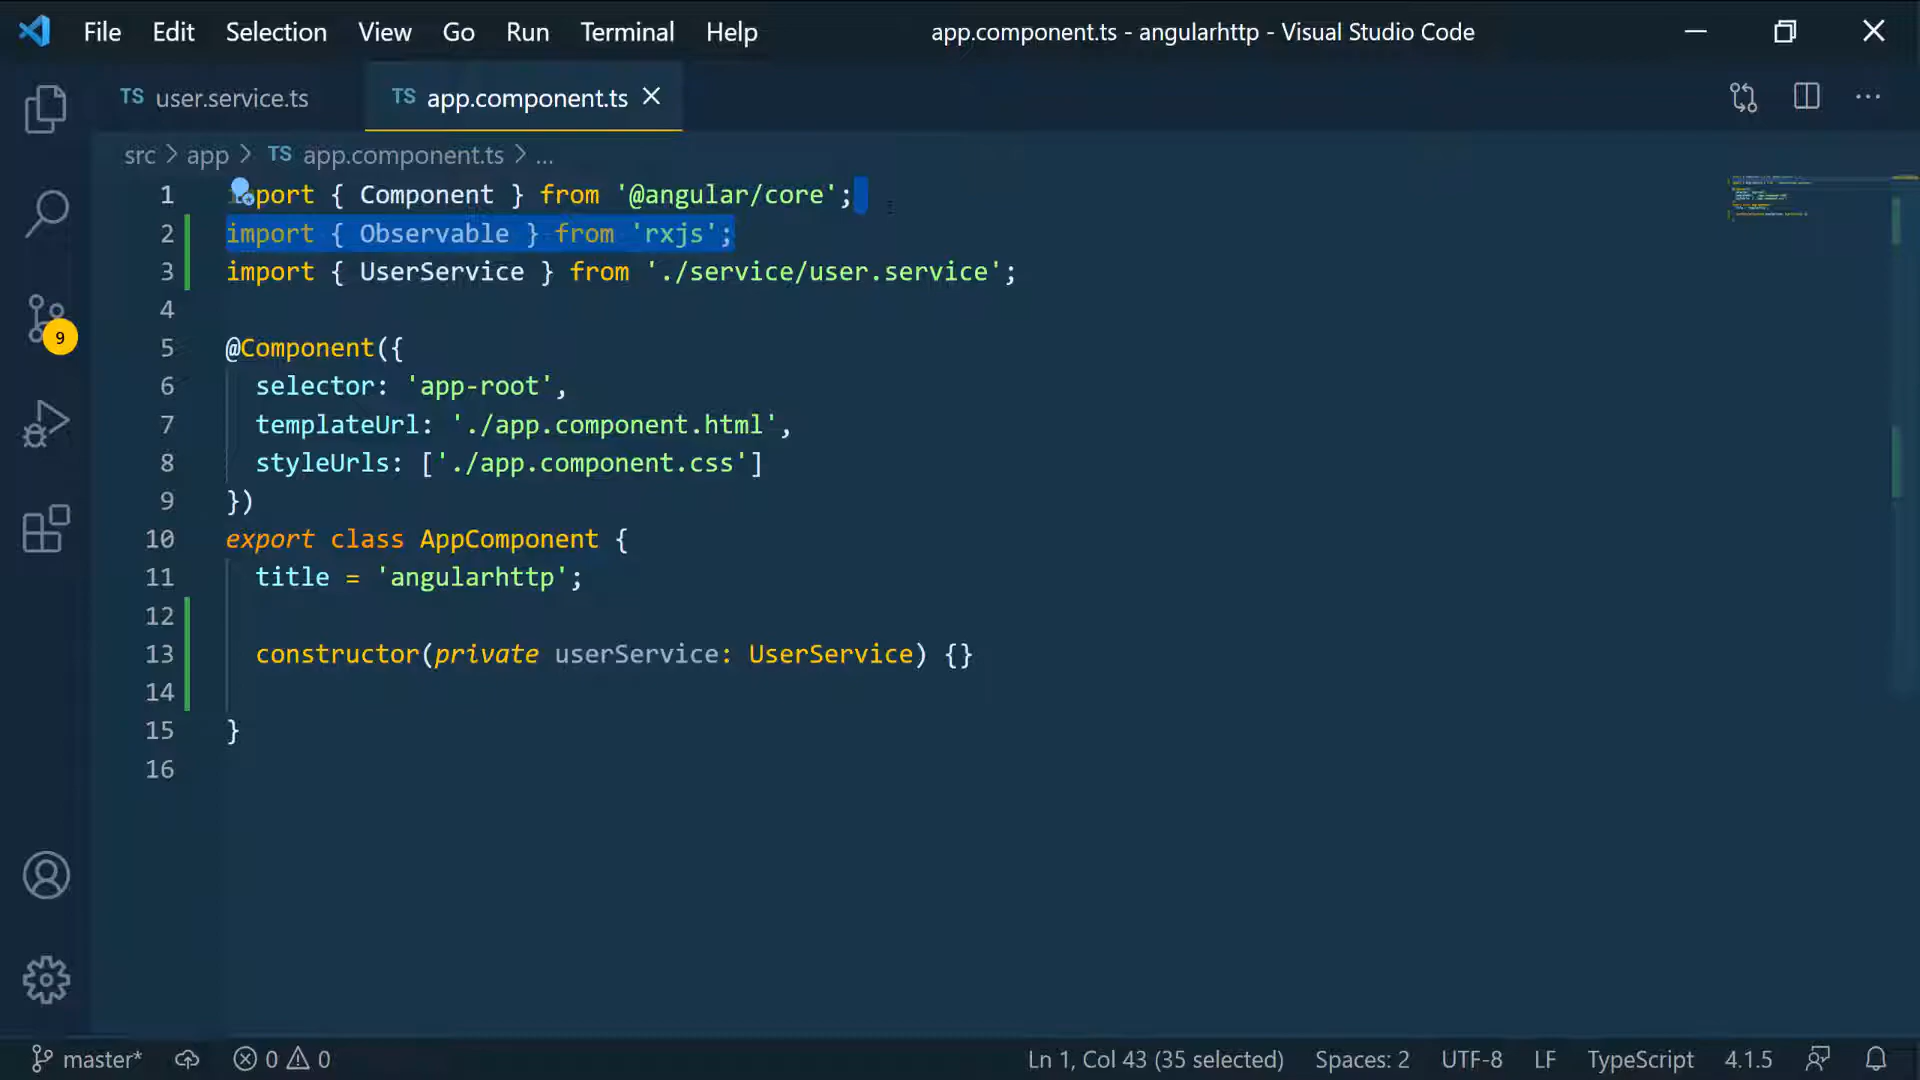 File Edit Selection View Go Run Terminal Help app.component.ts - angularhttp - Visual Studio Code
TS user.service.ts TS app.component.ts
src > app > TS app.component.ts > ...
1 import { Component } from '@angular/core';
2 import { Observable } from 'rxjs';
3 import { UserService } from './service/user.service';
4
5 @Component({
6 selector: 'app-root',
7 templateUrl: './app.component.html',
8 styleUrls: ['./app.component.css']
9 })
10 export class AppComponent {
11 title = 'angularhttp';
12
13 constructor(private userService: UserService) {}
14
15 }
16
9
master* 0 0 Ln 1, Col 43 (35 selected) Spaces: 2 UTF-8 LF TypeScript 4.1.5